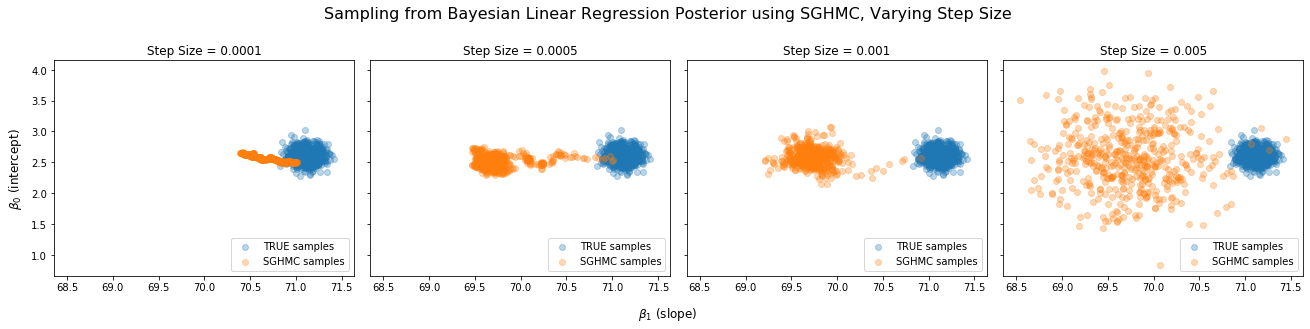 Sampling from Bayesian Linear Regression Posterior using SGHMC, Varying Step Size
Step Size = 0.0001
Step Size = 0.0005
Step Size = 0.001
Step Size = 0.005
4.0
3.5
3.0
2.5
2.0
1.5
1.0
β₀ (intercept)
TRUE samples
SGHMC samples
TRUE samples
SGHMC samples
TRUE samples
SGHMC samples
TRUE samples
SGHMC samples
68.5 69.0 69.5 70.0 70.5 71.0 71.5
68.5 69.0 69.5 70.0 70.5 71.0 71.5
68.5 69.0 69.5 70.0 70.5 71.0 71.5
68.5 69.0 69.5 70.0 70.5 71.0 71.5
β₁ (slope)